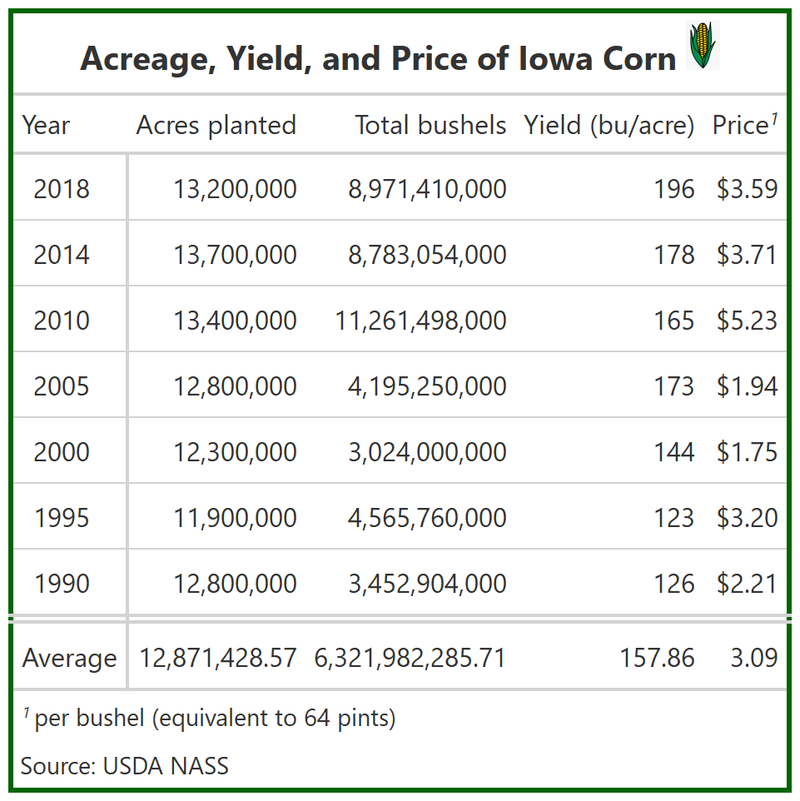 Acreage, Yield, and Price of Iowa Corn
Year Acres planted Total bushels Yield (bu/acre) Price¹
2018 13,200,000 8,971,410,000 196 $3.59
2014 13,700,000 8,783,054,000 178 $3.71
2010 13,400,000 11,261,498,000 165 $5.23
2005 12,800,000 4,195,250,000 173 $1.94
2000 12,300,000 3,024,000,000 144 $1.75
1995 11,900,000 4,565,760,000 123 $3.20
1990 12,800,000 3,452,904,000 126 $2.21
Average 12,871,428.57 6,321,982,285.71 157.86 3.09
¹ per bushel (equivalent to 64 pints)
Source: USDA NASS